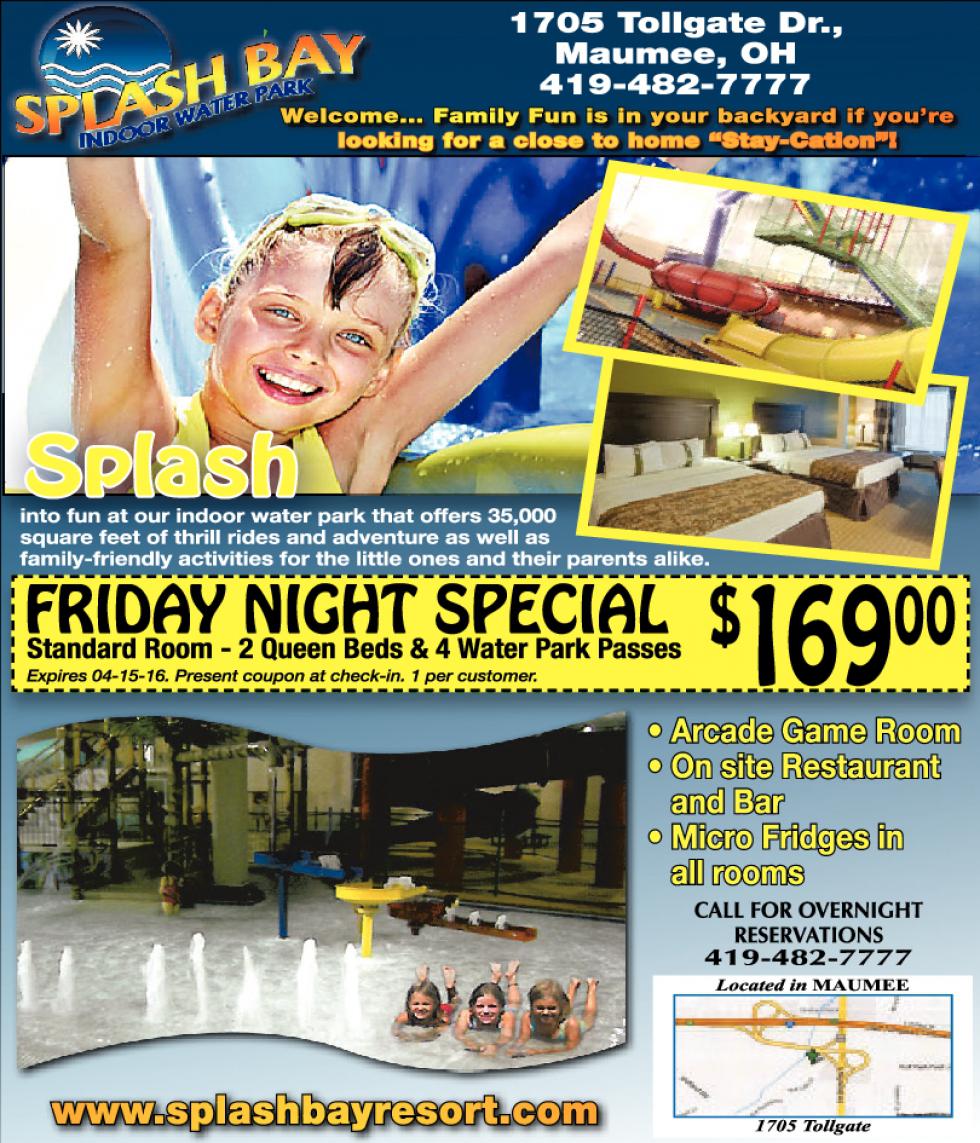 SPLASH BAY
INDOOR WATER PARK
1705 Tollgate Dr.,
Maumee, OH
419-482-7777
Welcome... Family Fun is in your backyard if you're
looking for a close to home "Stay-Cation"!
Splash
into fun at our indoor water park that offers 35,000
square feet of thrill rides and adventure as well as
family-friendly activities for the little ones and their parents alike.
FRIDAY NIGHT SPECIAL
$16900
Standard Room - 2 Queen Beds & 4 Water Park Passes
Expires 04-15-16. Present coupon at check-in. 1 per customer.
• Arcade Game Room
• On site Restaurant
and Bar
• Micro Fridges in
all rooms
CALL FOR OVERNIGHT
RESERVATIONS
419-482-7777
Located in MAUMEE
1705 Tollgate
www.splashbayresort.com